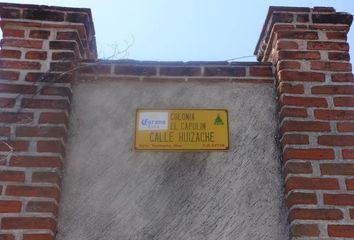 Corona
COLONIA
EL CAPULIN
CALLE HUIZACHE